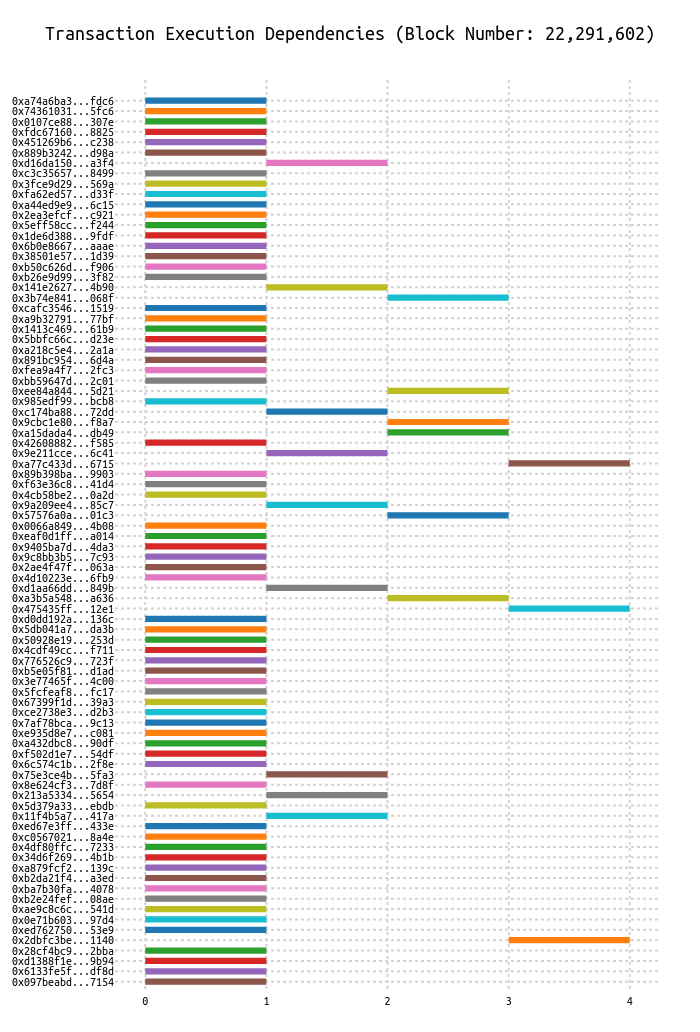 Transaction Execution Dependencies (Block Number: 22,291,602)
0xa74a6ba3...fdc6
0x74361031...5fc6
0x0107ce88...307e
0xfdc67160...8825
0x451269b6...c238
0x889b3242...d98a
0xd16da150...a3f4
0xc3c35657...8499
0x3fce9d29...569a
0xfa62ed57...d33f
0xa44ed9e9...6c15
0x2ea3efcf...c921
0x5eff58cc...f244
0x1de6d388...9fdf
0x6b0e8667...aaae
0x38501e57...1d39
0xb50c626d...f906
0xb26e9d99...3f82
0x141e2627...4b90
0x3b74e841...068f
0xcafc3546...1519
0xa9b32791...77bf
0x1413c469...61b9
0x5bbfc66c...d23e
0xa218c5e4...2a1a
0x891bc954...6d4a
0xfea9a4f7...2fc3
0xbb59647d...2c01
0xee84a844...5d21
0x985edf99...bcb8
0xc174ba88...72dd
0x9cbc1e80...f8a7
0xa15dada4...db49
0x42608882...f585
0x9e211cce...6c41
0xa77c433d...6715
0x89b398ba...9903
0xf63e36c8...41d4
0x4cb58be2...0a2d
0x9a209ee4...85c7
0x57576a0a...01c3
0x0066a849...4b08
0xeaf0d1ff...a014
0x9405ba7d...4da3
0x9c8bb3b5...7c93
0x2ae4f47f...063a
0x4d10223e...6fb9
0xd1aa66dd...849b
0xa3b5a548...a636
0x475435ff...12e1
0xd0dd192a...136c
0x5db041a7...da3b
0x50928e19...253d
0x4cdf49cc...f711
0x776526c9...723f
0xb5e05f81...d1ad
0x3e77465f...4c00
0x5fcfeaf8...fc17
0x67399f1d...39a3
0xce2738e3...d2b3
0x7af78bca...9c13
0xe935d8e7...c081
0xa432dbc8...90df
0xf502d1e7...54df
0x6c574c1b...2f8e
0x75e3ce4b...5fa3
0x8e624cf3...7d8f
0x213a5334...5654
0x5d379a33...ebdb
0x11f4b5a7...417a
0xed67e3ff...433e
0xc0567021...8a4e
0x4df80ffc...7233
0x34d6f269...4b1b
0xa879fcf2...139c
0xb2da21f4...a3ed
0xba7b30fa...4078
0xb2e24fef...08ae
0xae9c8c6c...541d
0x0e71b603...97d4
0xed762750...53e9
0x2dbfc3be...1140
0x28cf4bc9...2bba
0xd1388f1e...9b94
0x6133fe5f...df8d
0x097beabd...7154
0 1 2 3 4